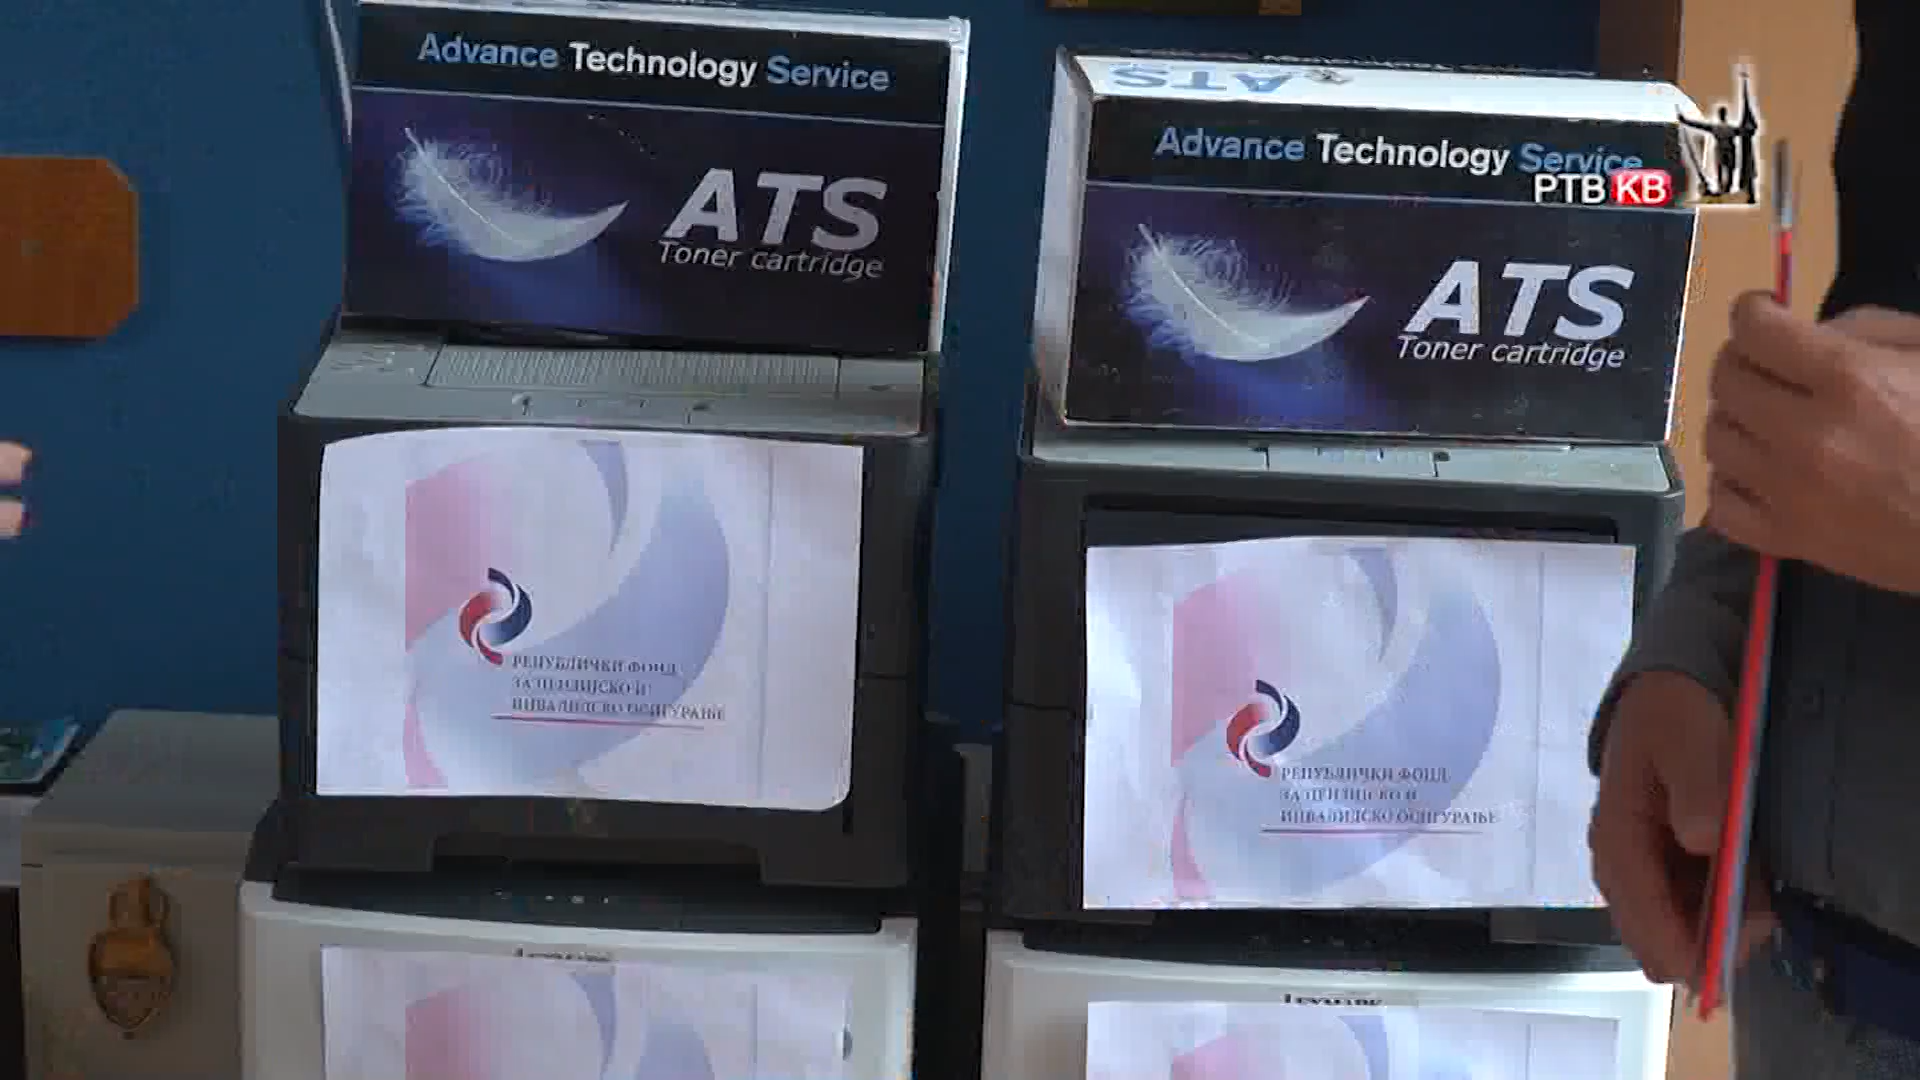 Advance Technology Service
ATS
Toner cartridge
ATS
Advance Technology Service
РТВ КВ
ATS
Toner cartridge
РЕПУБЛИЧКИ ФОНД
ЗА ПЕНЗИЈСКО И
ИНВАЛИДСКО ОСИГУРАЊЕ
РЕПУБЛИЧКИ ФОНД
ЗА ПЕНЗИЈСКО И
ИНВАЛИДСКО ОСИГУРАЊЕ
LEXMARK